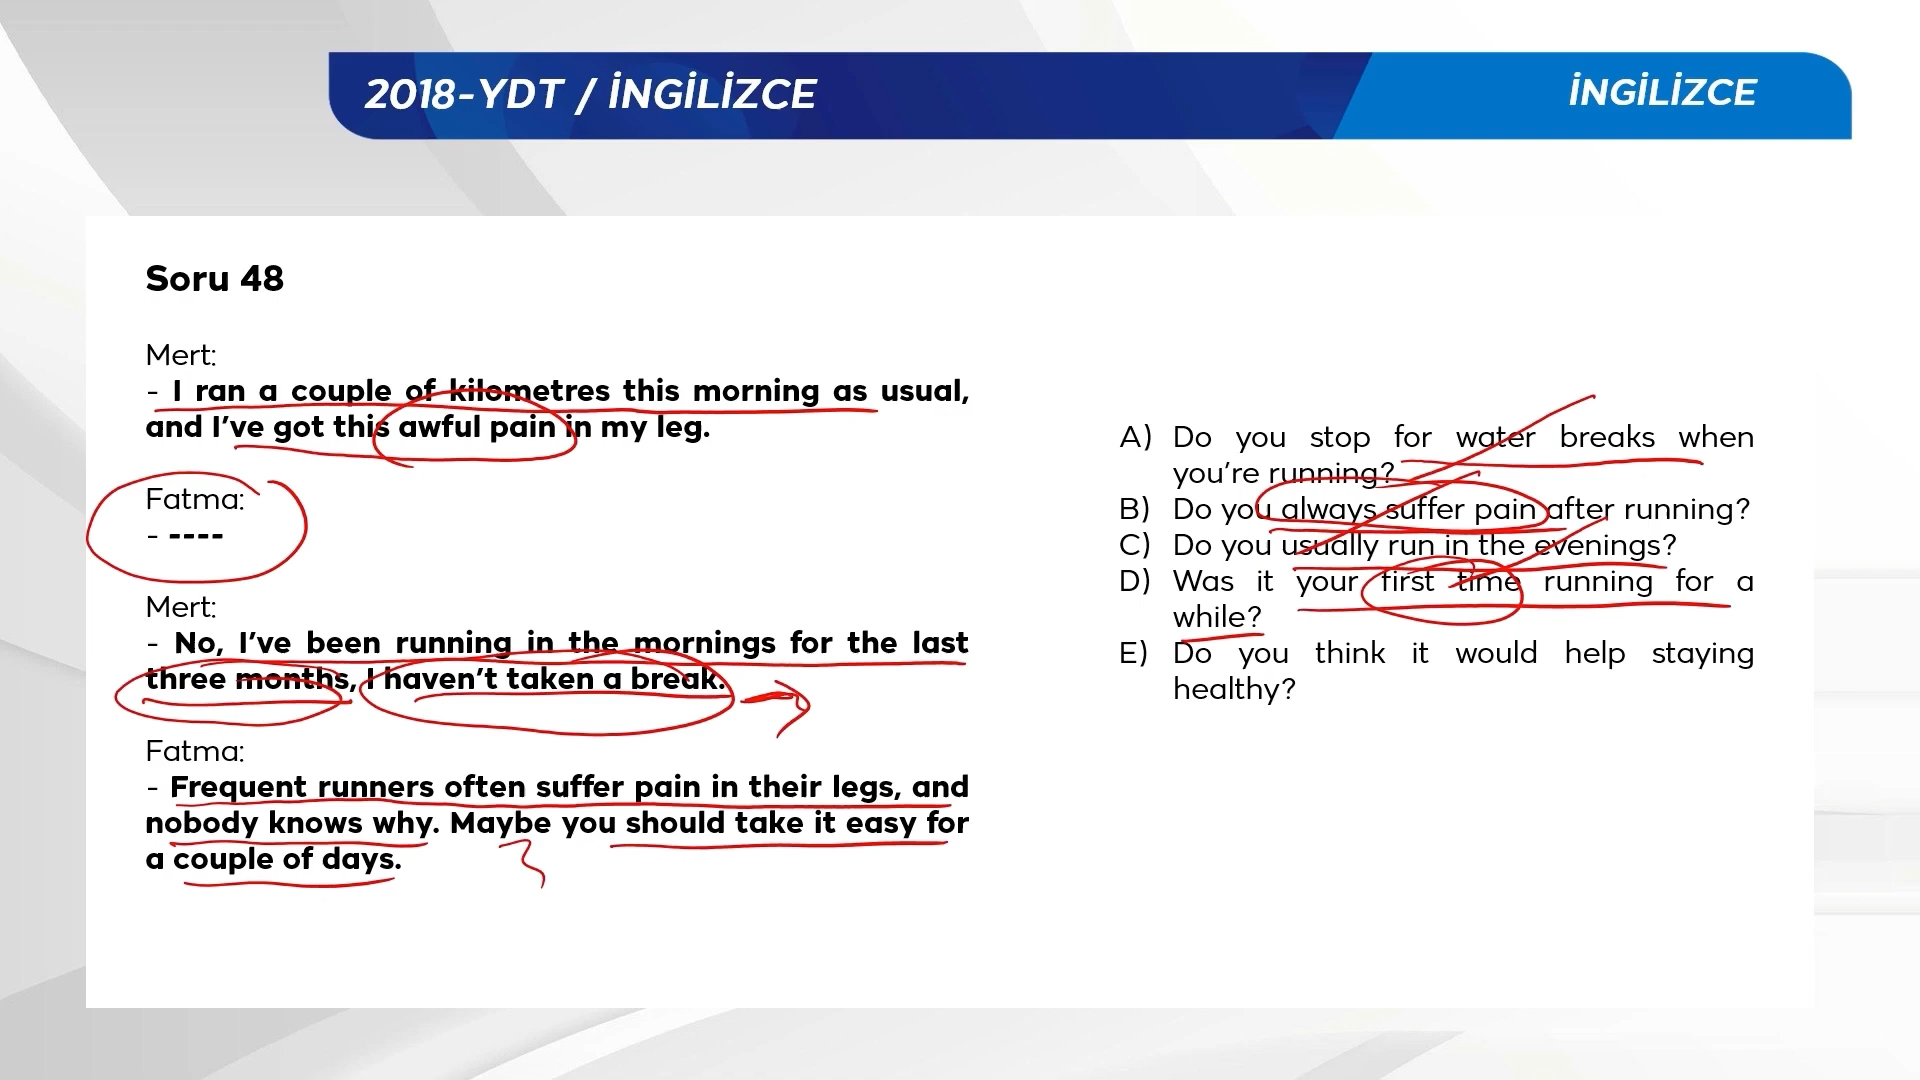 2018-YDT / İNGİLİZCE
İNGİLİZCE
Soru 48
Mert:
- I ran a couple of kilometres this morning as usual,
and I've got this awful pain in my leg.
Fatma:
- ----
Mert:
- No, I've been running in the mornings for the last
three months, I haven't taken a break.
Fatma:
- Frequent runners often suffer pain in their legs, and
nobody knows why. Maybe you should take it easy for
a couple of days.
A) Do you stop for water breaks when
you're running?
B) Do you always suffer pain after running?
C) Do you usually run in the evenings?
D) Was it your first time running for a
while?
E) Do you think it would help staying
healthy?